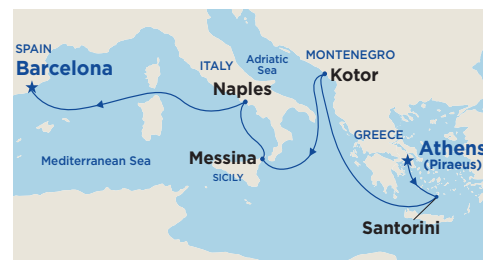 SPAIN
Barcelona
ITALY
Adriatic
Sea
MONTENEGRO
Kotor
Naples
GREECE
Athens
(Piraeus)
Mediterranean Sea
Messina
SICILY
Santorini